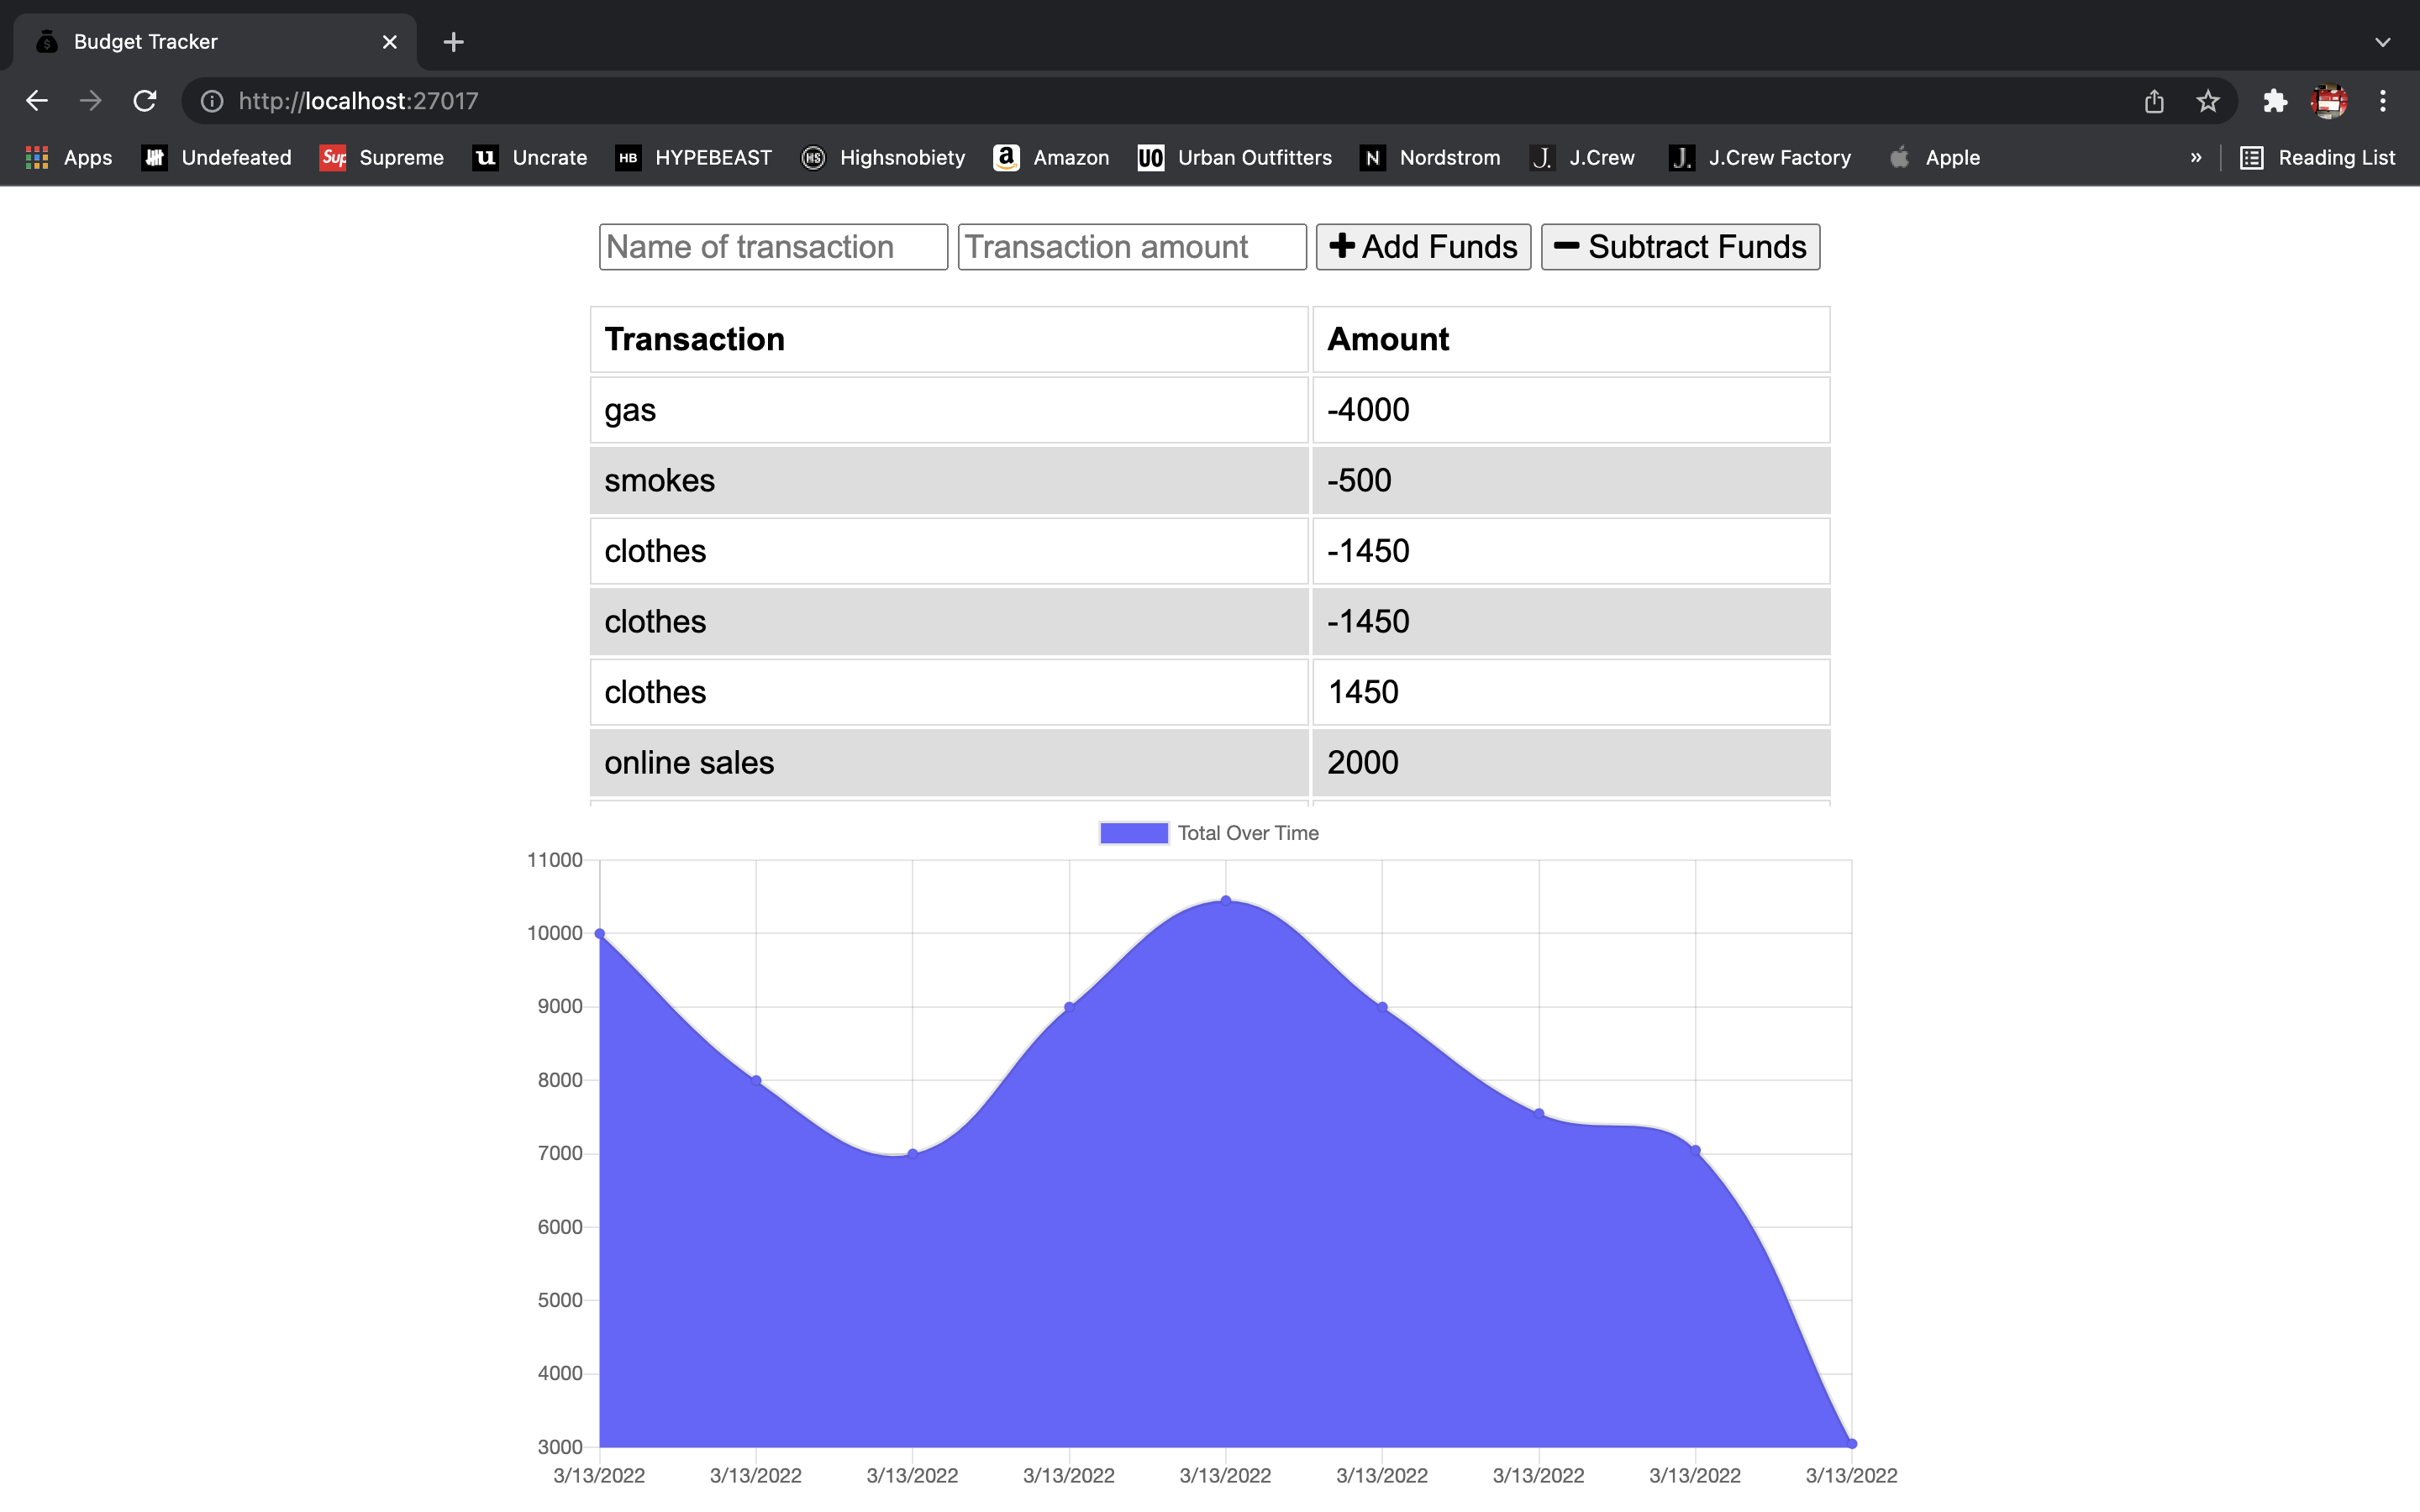 Budget Tracker
http://localhost:27017
Apps Undefeated Sup Supreme u Uncrate HB HYPEBEAST HS Highsnobiety a Amazon UO Urban Outfitters N Nordstrom J. J.Crew J. J.Crew Factory Apple » Reading List
Name of transaction Transaction amount Add Funds Subtract Funds
Transaction Amount
gas -4000
smokes -500
clothes -1450
clothes -1450
clothes 1450
online sales 2000
Total Over Time
11000
10000
9000
8000
7000
6000
5000
4000
3000
3/13/2022 3/13/2022 3/13/2022 3/13/2022 3/13/2022 3/13/2022 3/13/2022 3/13/2022 3/13/2022